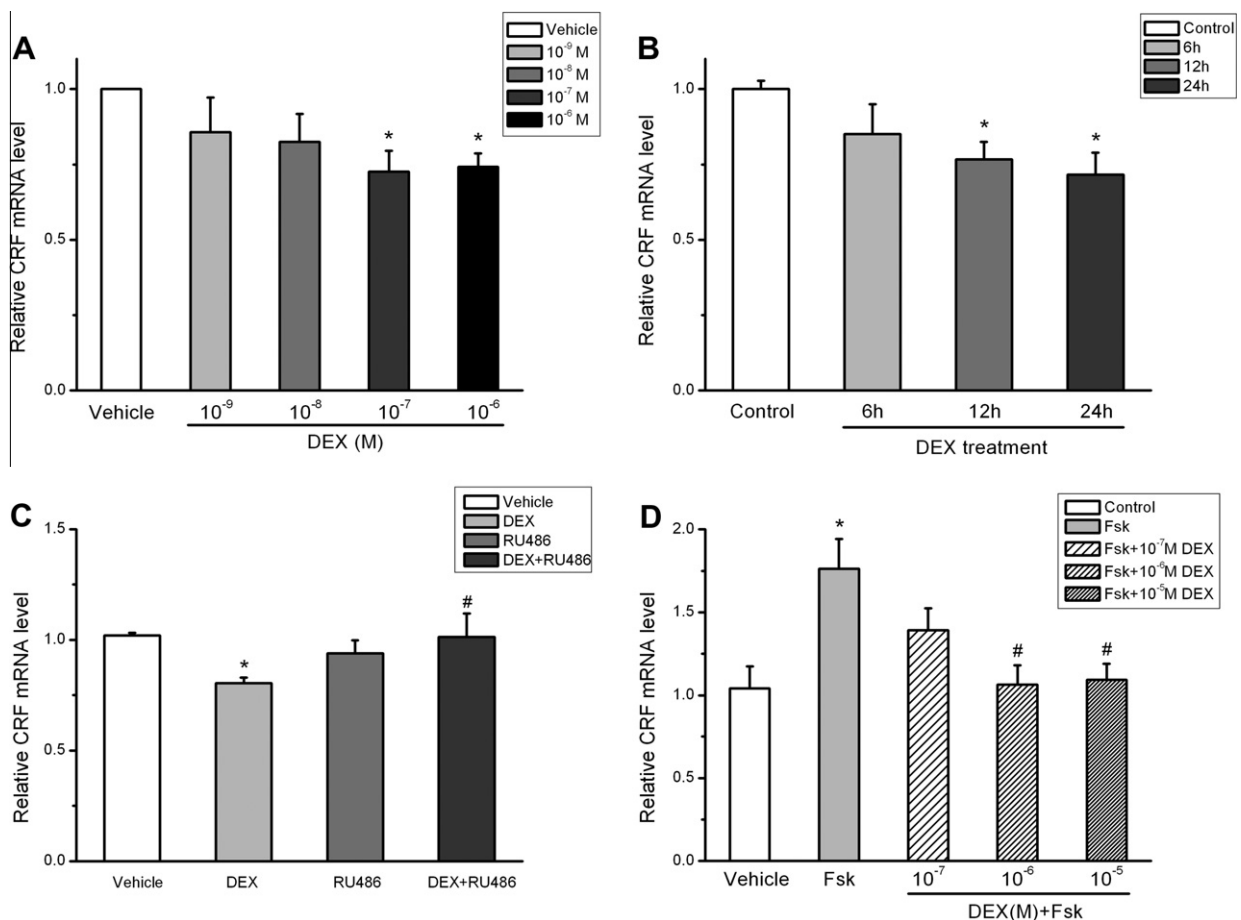 A
Vehicle
10⁻⁹ M
10⁻⁸ M
10⁻⁷ M
10⁻⁶ M
Relative CRF mRNA level
1.0
0.5
0.0
* *
Vehicle 10⁻⁹ 10⁻⁸ 10⁻⁷ 10⁻⁶
DEX (M)
B
Control
6h
12h
24h
Relative CRF mRNA level
1.0
0.5
0.0
* *
Control 6h 12h 24h
DEX treatment
C
Vehicle
DEX
RU486
DEX+RU486
Relative CRF mRNA level
1.5
1.0
0.5
0.0
* #
Vehicle DEX RU486 DEX+RU486
D
Control
Fsk
Fsk+10⁻⁷M DEX
Fsk+10⁻⁶M DEX
Fsk+10⁻⁵M DEX
Relative CRF mRNA level
2.0
1.5
1.0
0.5
0.0
* # #
Vehicle Fsk 10⁻⁷ 10⁻⁶ 10⁻⁵
DEX(M)+Fsk